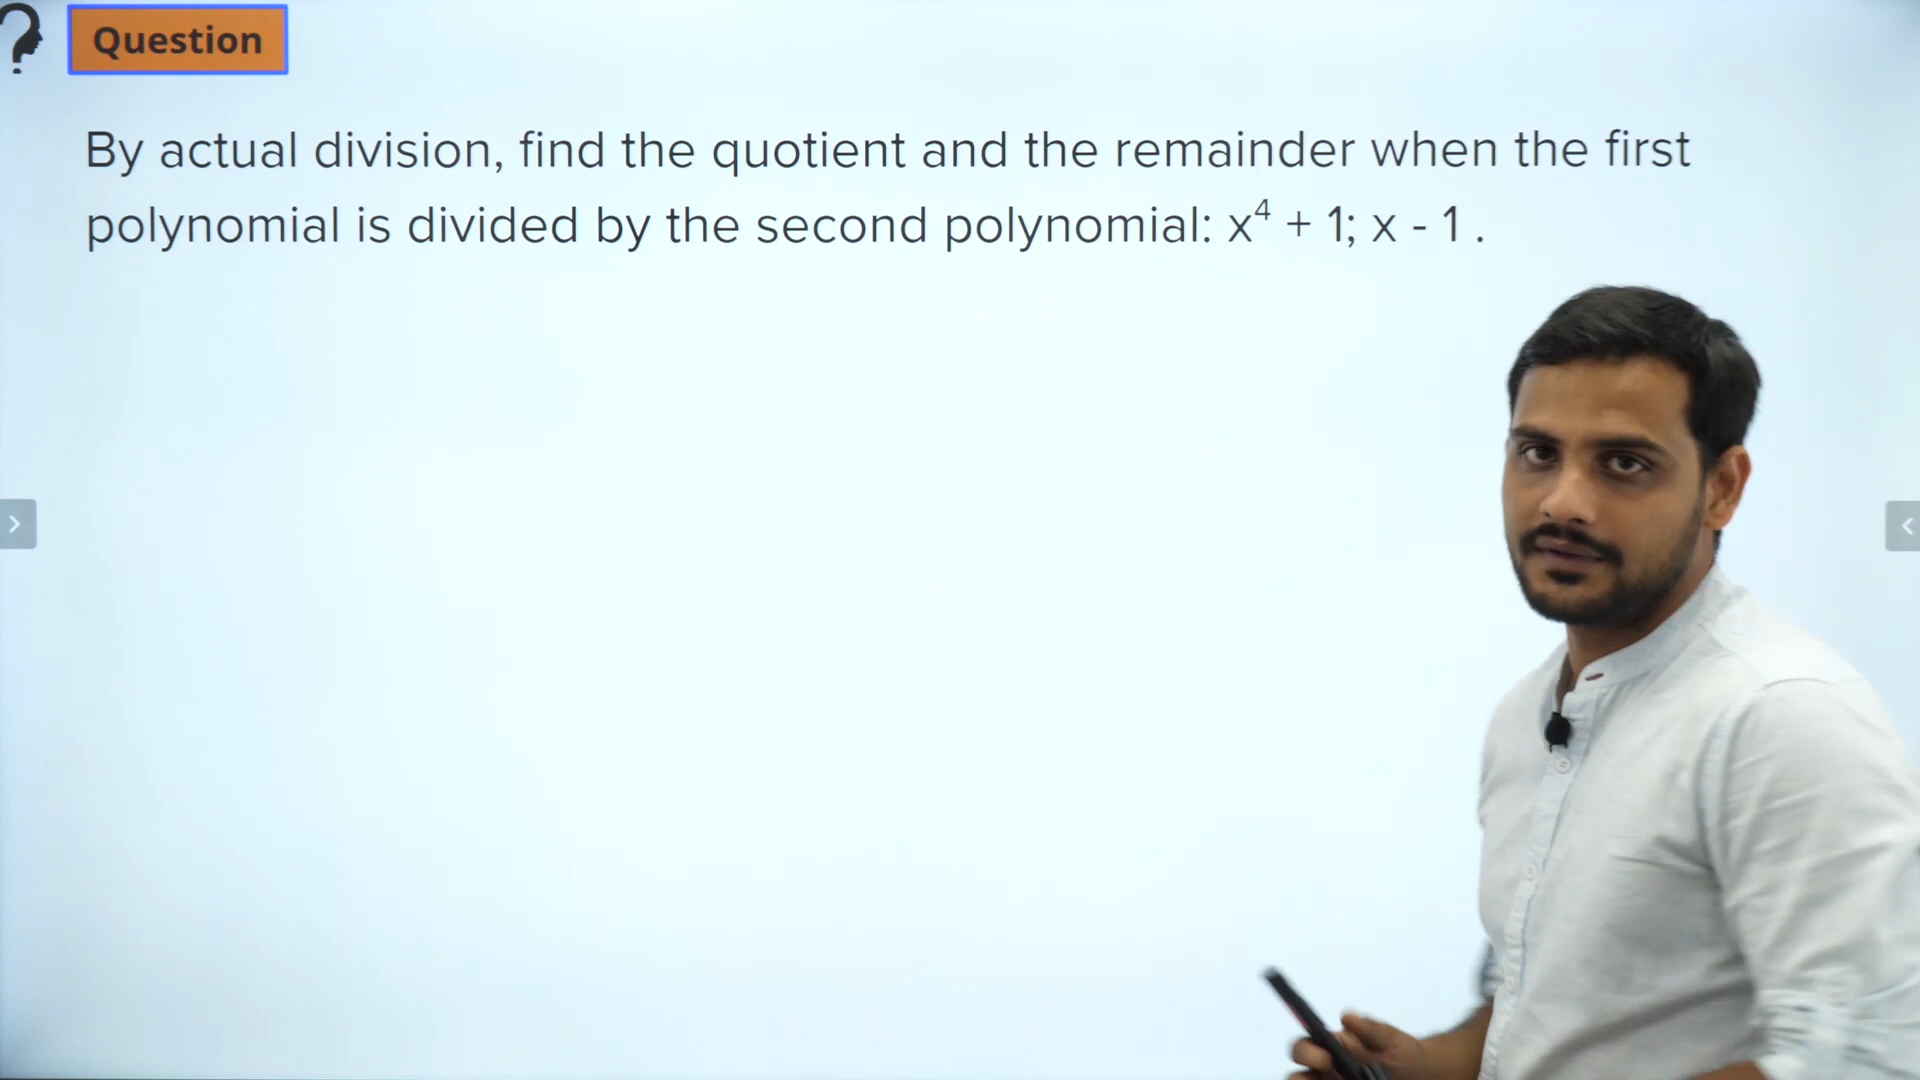 Question
By actual division, find the quotient and the remainder when the first
polynomial is divided by the second polynomial: x⁴ + 1; x - 1 .